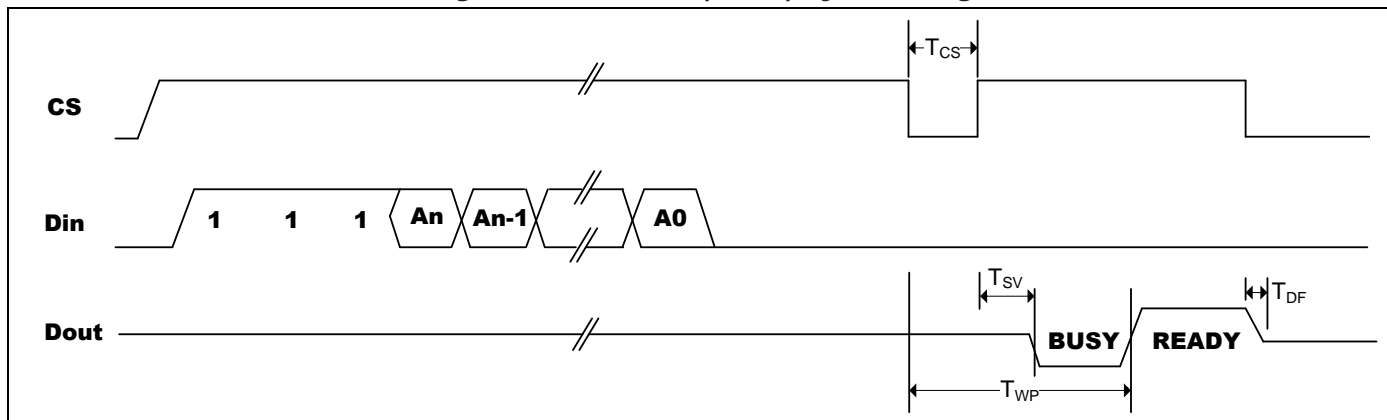 TCS
CS
Din
1 1 1 An An-1 A0
TSV
TDF
Dout
BUSY READY
TWP